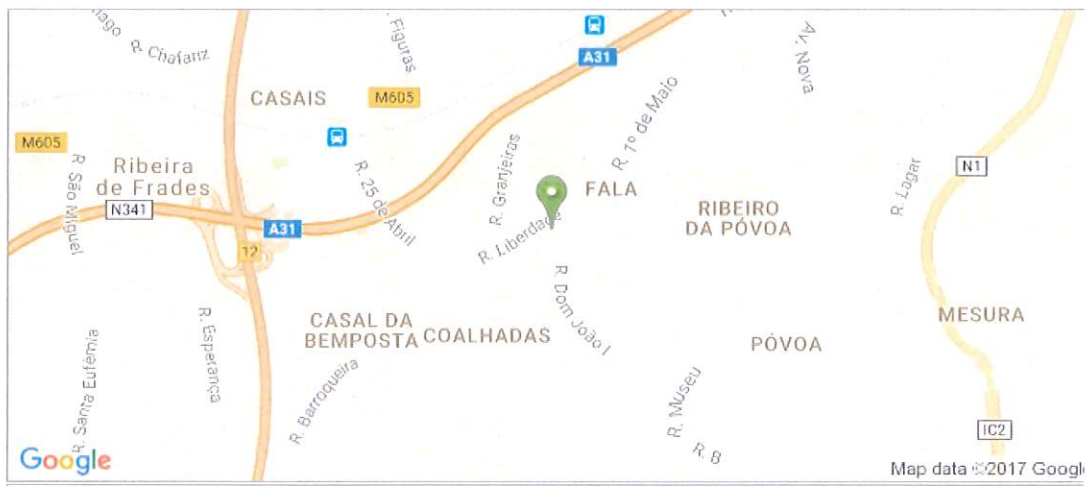 R. Chafariz
R. Figuras
Av. Nova
A31
CASAIS
M605
R. 1º de Maio
M605
R. São Miguel
Ribeira
de Frades
R. 25 de Abril
R. Granjeiras
FALA
R. Lagar
N1
N341
A31
12
R. Liberdade
RIBEIRO
DA PÓVOA
R. Dom João I
R. Esperança
CASAL DA
BEMPOSTA
COALHADAS
PÓVOA
MESURA
R. Santa Eufémia
R. Barroqueira
R. Museu
R. B
IC2
Google
Map data ©2017 Google